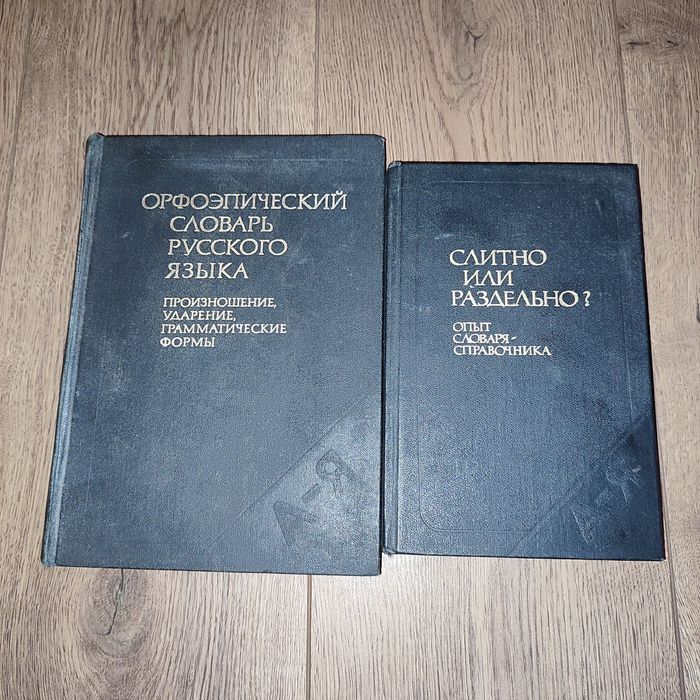 ОРФОЭПИЧЕСКИЙ
СЛОВАРЬ
РУССКОГО
ЯЗЫКА
ПРОИЗНОШЕНИЕ,
УДАРЕНИЕ,
ГРАММАТИЧЕСКИЕ
ФОРМЫ
А-Я
СЛИТНО
ИЛИ
РАЗДЕЛЬНО?
ОПЫТ
СЛОВАРЯ-
СПРАВОЧНИКА
А-Я